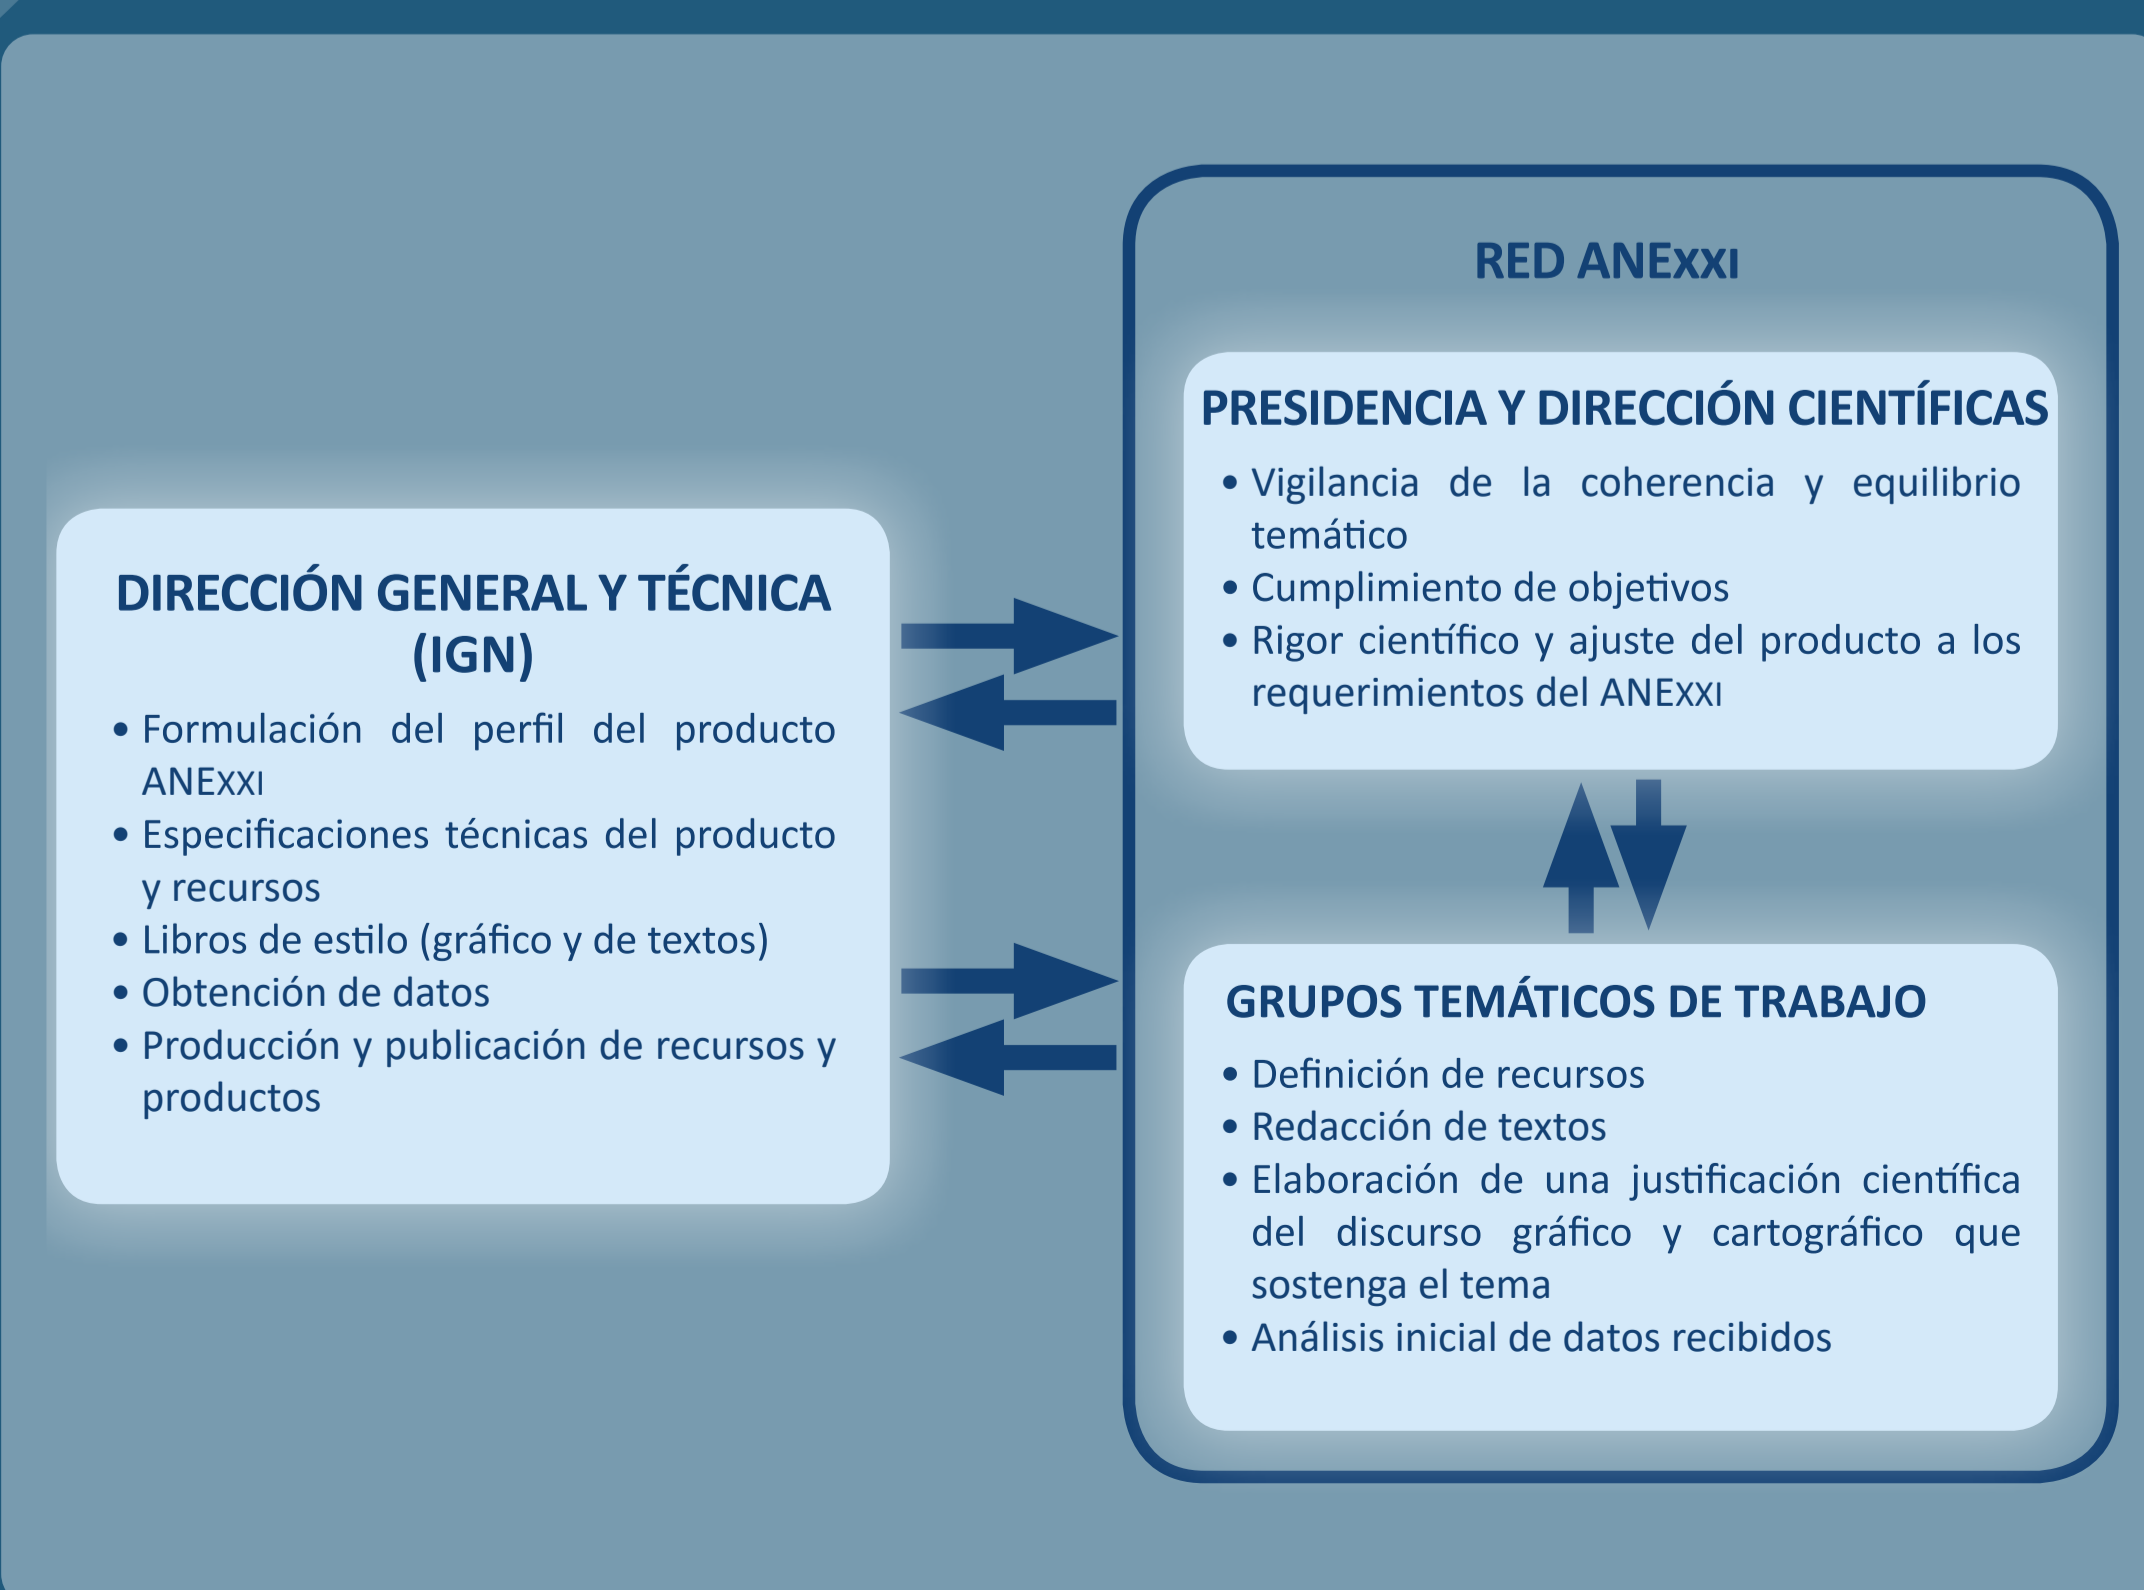 DIRECCIÓN GENERAL Y TÉCNICA
(IGN)
• Formulación del perfil del producto
ANEXXI
• Especificaciones técnicas del producto
y recursos
• Libros de estilo (gráfico y de textos)
• Obtención de datos
• Producción y publicación de recursos y
productos
RED ANEXXI
PRESIDENCIA Y DIRECCIÓN CIENTÍFICAS
• Vigilancia de la coherencia y equilibrio
temático
• Cumplimiento de objetivos
• Rigor científico y ajuste del producto a los
requerimientos del ANEXXI
GRUPOS TEMÁTICOS DE TRABAJO
• Definición de recursos
• Redacción de textos
• Elaboración de una justificación científica
del discurso gráfico y cartográfico que
sostenga el tema
• Análisis inicial de datos recibidos